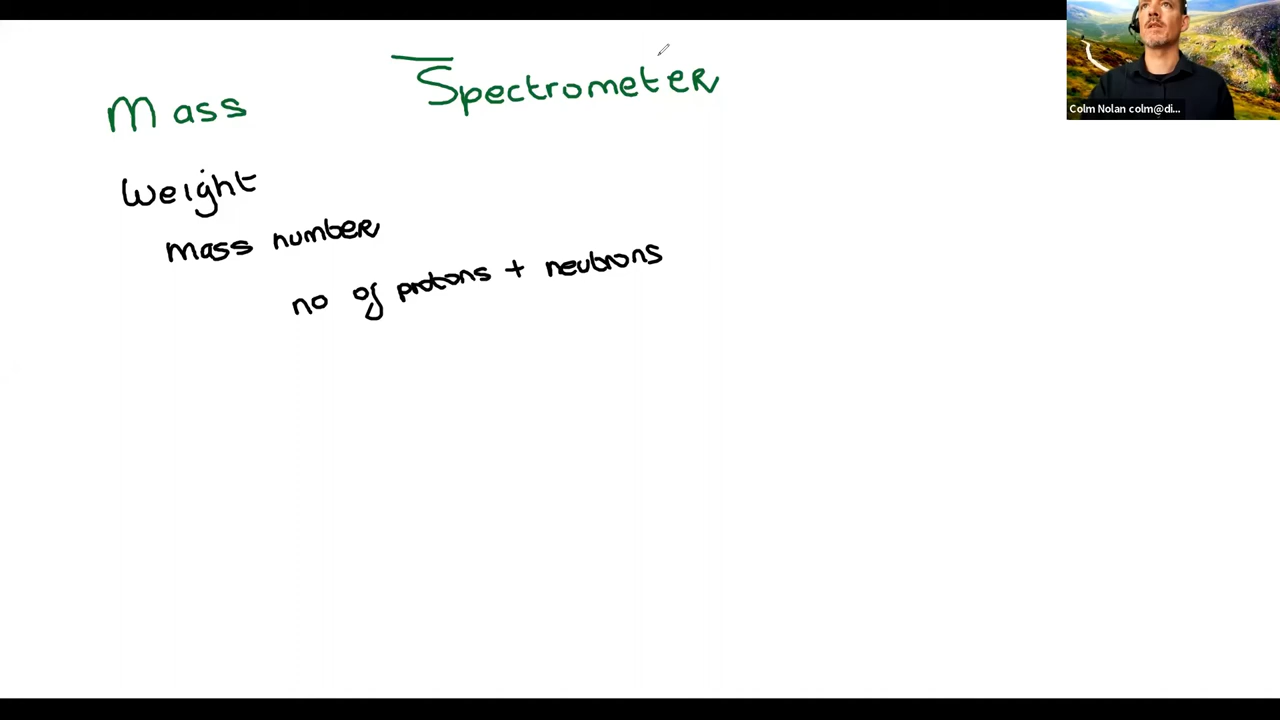 Mass Spectrometer
Weight
mass number
no of protons + neutrons
Colm Nolan colm@di...